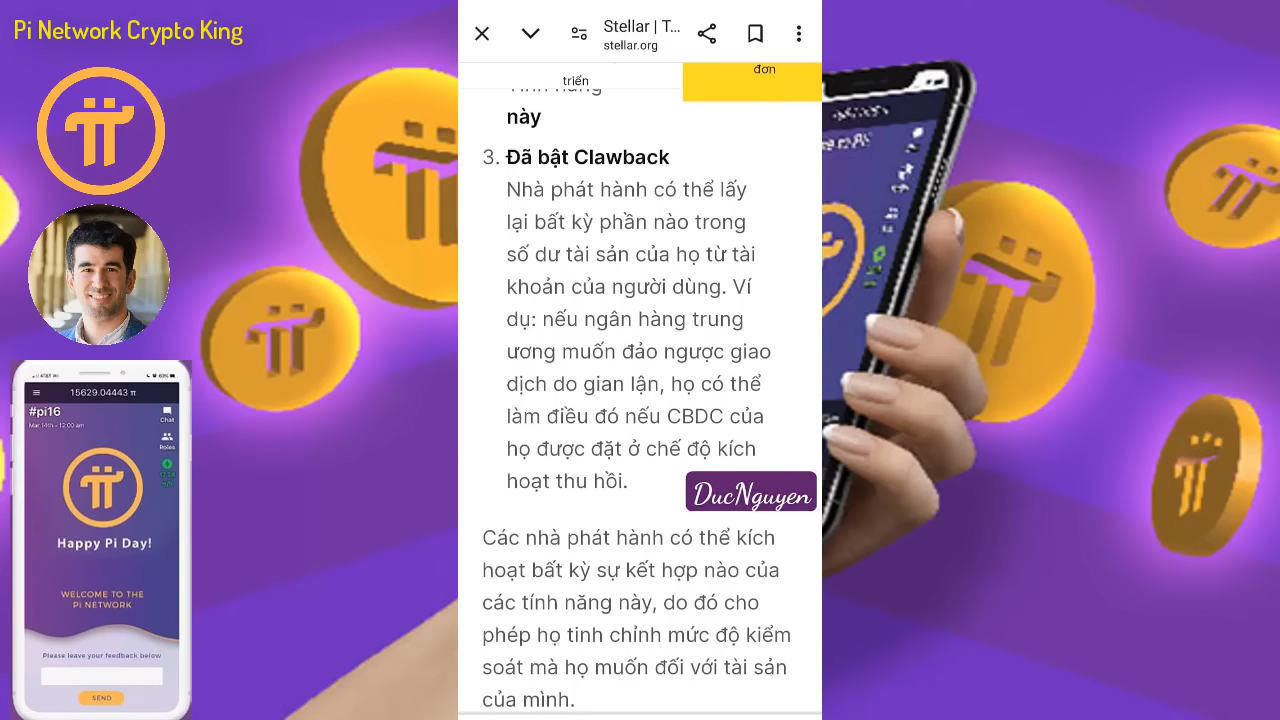 Pi Network Crypto King
Stellar | T...
stellar.org
triển
đơn
này
3. Đã bật Clawback
Nhà phát hành có thể lấy
lại bất kỳ phần nào trong
số dư tài sản của họ từ tài
khoản của người dùng. Ví
dụ: nếu ngân hàng trung
ương muốn đảo ngược giao
dịch do gian lận, họ có thể
làm điều đó nếu CBDC của
họ được đặt ở chế độ kích
hoạt thu hồi.
DucNguyen
Các nhà phát hành có thể kích
hoạt bất kỳ sự kết hợp nào của
các tính năng này, do đó cho
phép họ tinh chỉnh mức độ kiểm
soát mà họ muốn đối với tài sản
của mình.
15629.04443 π
#pi16
Mar 14th - 12:00 am
Chat
Roles
Happy Pi Day!
WELCOME TO THE
Pi NETWORK
Please leave your feedback below
SEND